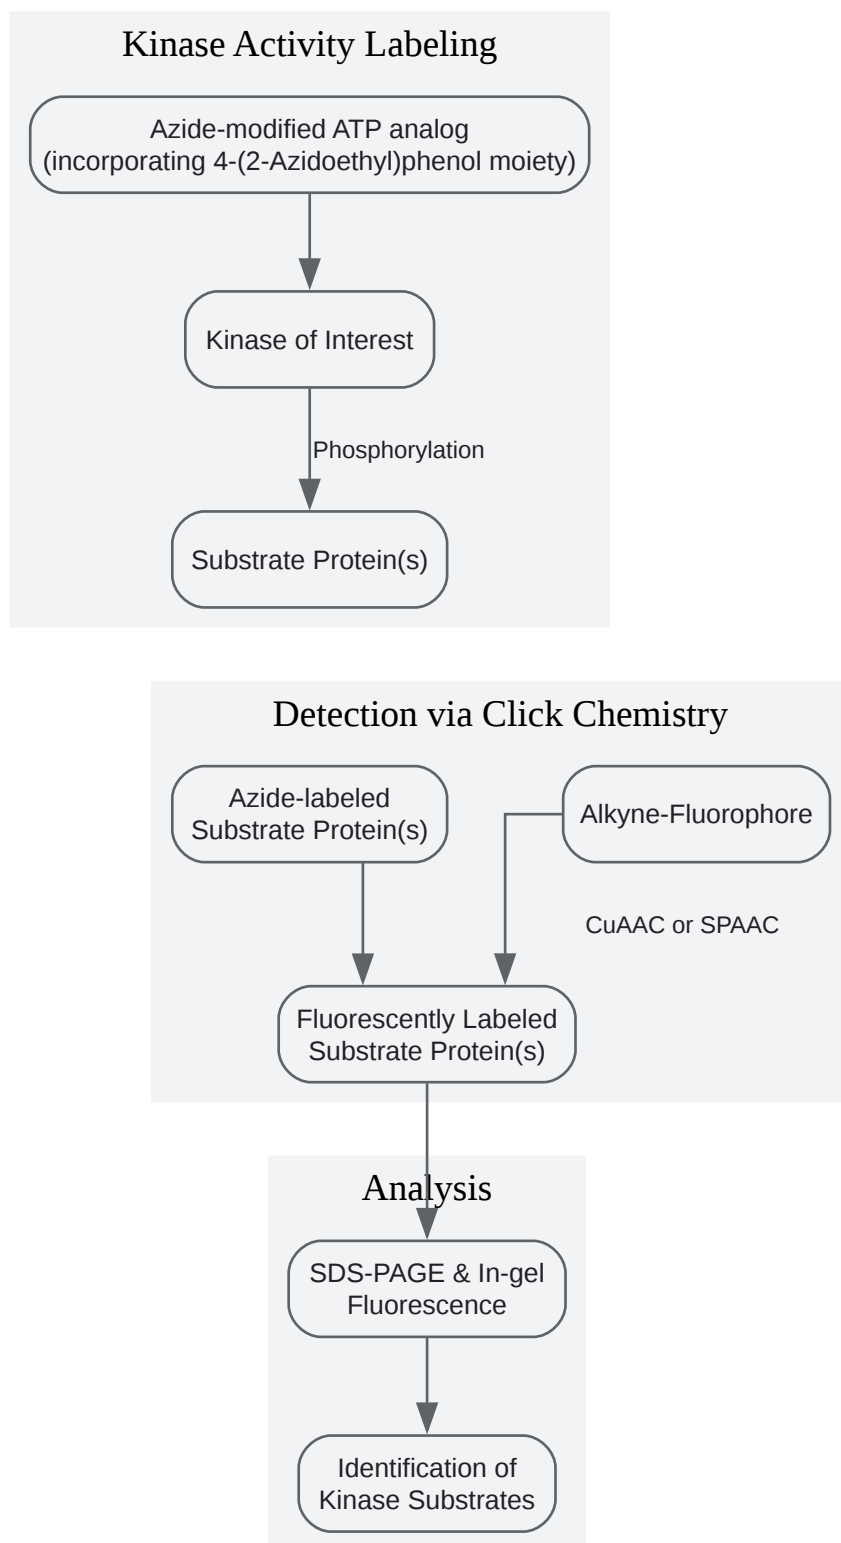 Kinase Activity Labeling
Azide-modified ATP analog
(incorporating 4-(2-Azidoethyl)phenol moiety)
Kinase of Interest
Phosphorylation
Substrate Protein(s)
Detection via Click Chemistry
Azide-labeled
Substrate Protein(s)
Alkyne-Fluorophore
CuAAC or SPAAC
Fluorescently Labeled
Substrate Protein(s)
Analysis
SDS-PAGE & In-gel
Fluorescence
Identification of
Kinase Substrates